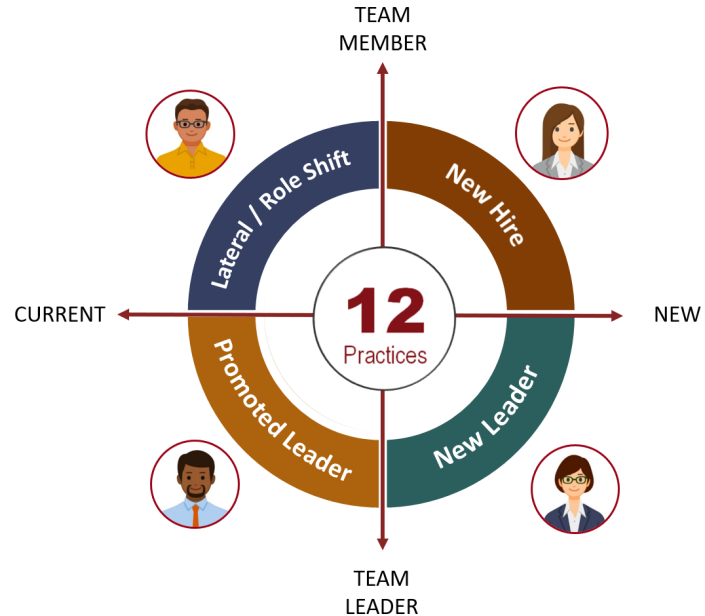 TEAM
MEMBER
Lateral / Role Shift
New Hire
CURRENT
12
Practices
NEW
Promoted Leader
New Leader
TEAM
LEADER